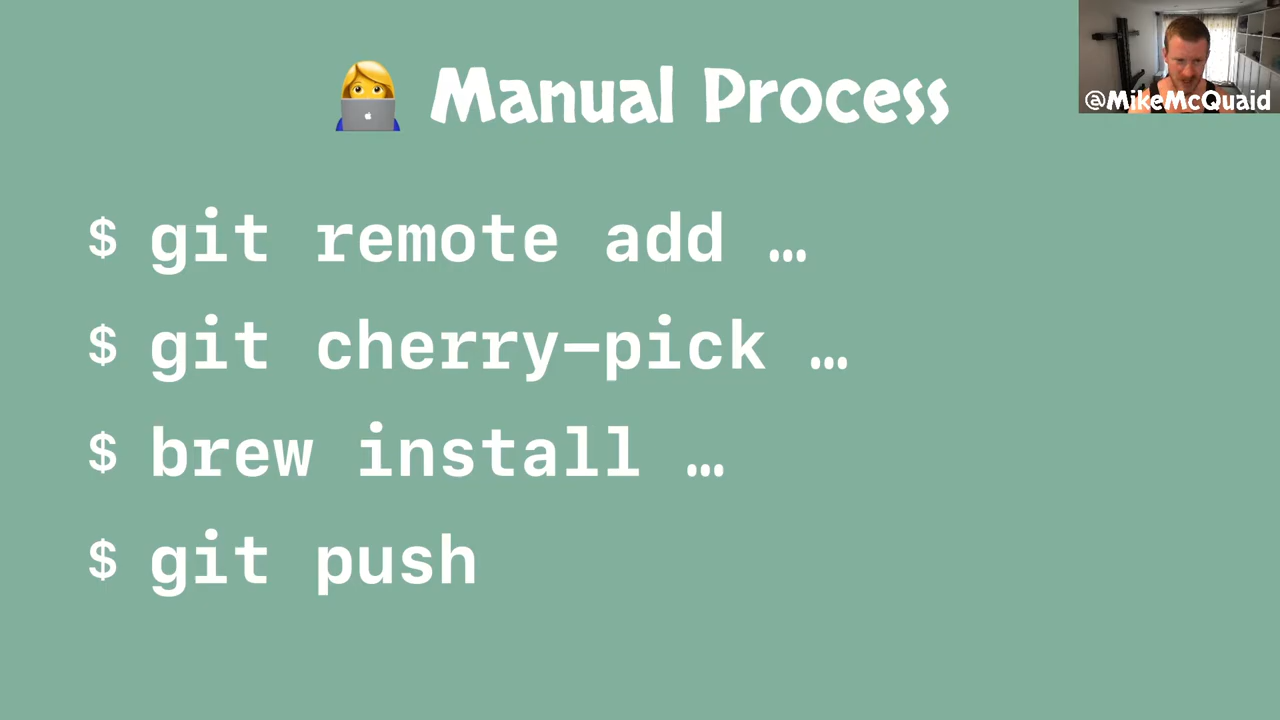 Manual Process
@MikeMcQuaid
$ git remote add …
$ git cherry-pick …
$ brew install …
$ git push